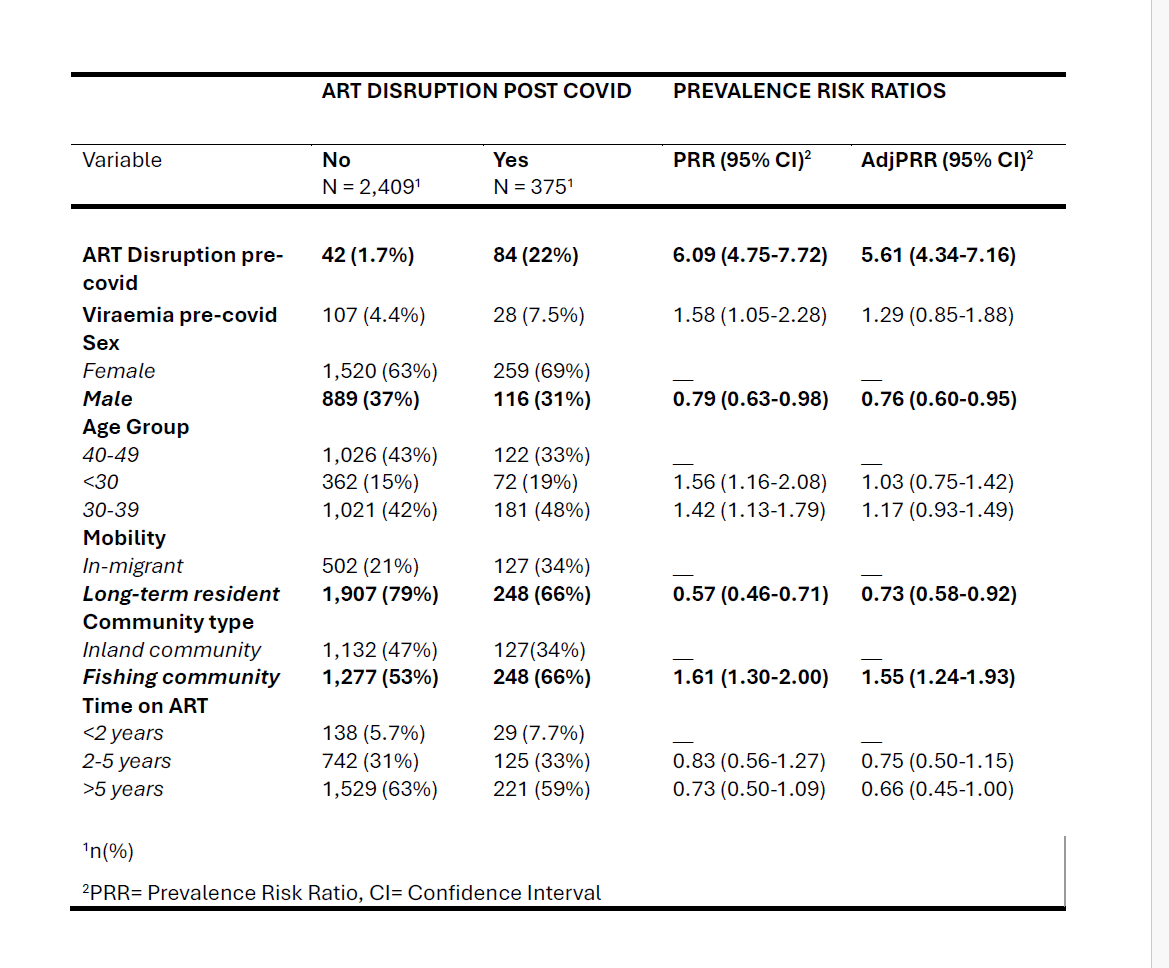 ART DISRUPTION POST COVID PREVALENCE RISK RATIOS
Variable No Yes PRR (95% CI)² AdjPRR (95% CI)²
N = 2,409¹ N = 375¹
ART Disruption pre- 42 (1.7%) 84 (22%) 6.09 (4.75-7.72) 5.61 (4.34-7.16)
covid
Viraemia pre-covid 107 (4.4%) 28 (7.5%) 1.58 (1.05-2.28) 1.29 (0.85-1.88)
Sex
Female 1,520 (63%) 259 (69%) __ __
Male 889 (37%) 116 (31%) 0.79 (0.63-0.98) 0.76 (0.60-0.95)
Age Group
40-49 1,026 (43%) 122 (33%) __ __
<30 362 (15%) 72 (19%) 1.56 (1.16-2.08) 1.03 (0.75-1.42)
30-39 1,021 (42%) 181 (48%) 1.42 (1.13-1.79) 1.17 (0.93-1.49)
Mobility
In-migrant 502 (21%) 127 (34%) __ __
Long-term resident 1,907 (79%) 248 (66%) 0.57 (0.46-0.71) 0.73 (0.58-0.92)
Community type
Inland community 1,132 (47%) 127(34%) __ __
Fishing community 1,277 (53%) 248 (66%) 1.61 (1.30-2.00) 1.55 (1.24-1.93)
Time on ART
<2 years 138 (5.7%) 29 (7.7%) __ __
2-5 years 742 (31%) 125 (33%) 0.83 (0.56-1.27) 0.75 (0.50-1.15)
>5 years 1,529 (63%) 221 (59%) 0.73 (0.50-1.09) 0.66 (0.45-1.00)
¹n(%)
²PRR= Prevalence Risk Ratio, CI= Confidence Interval